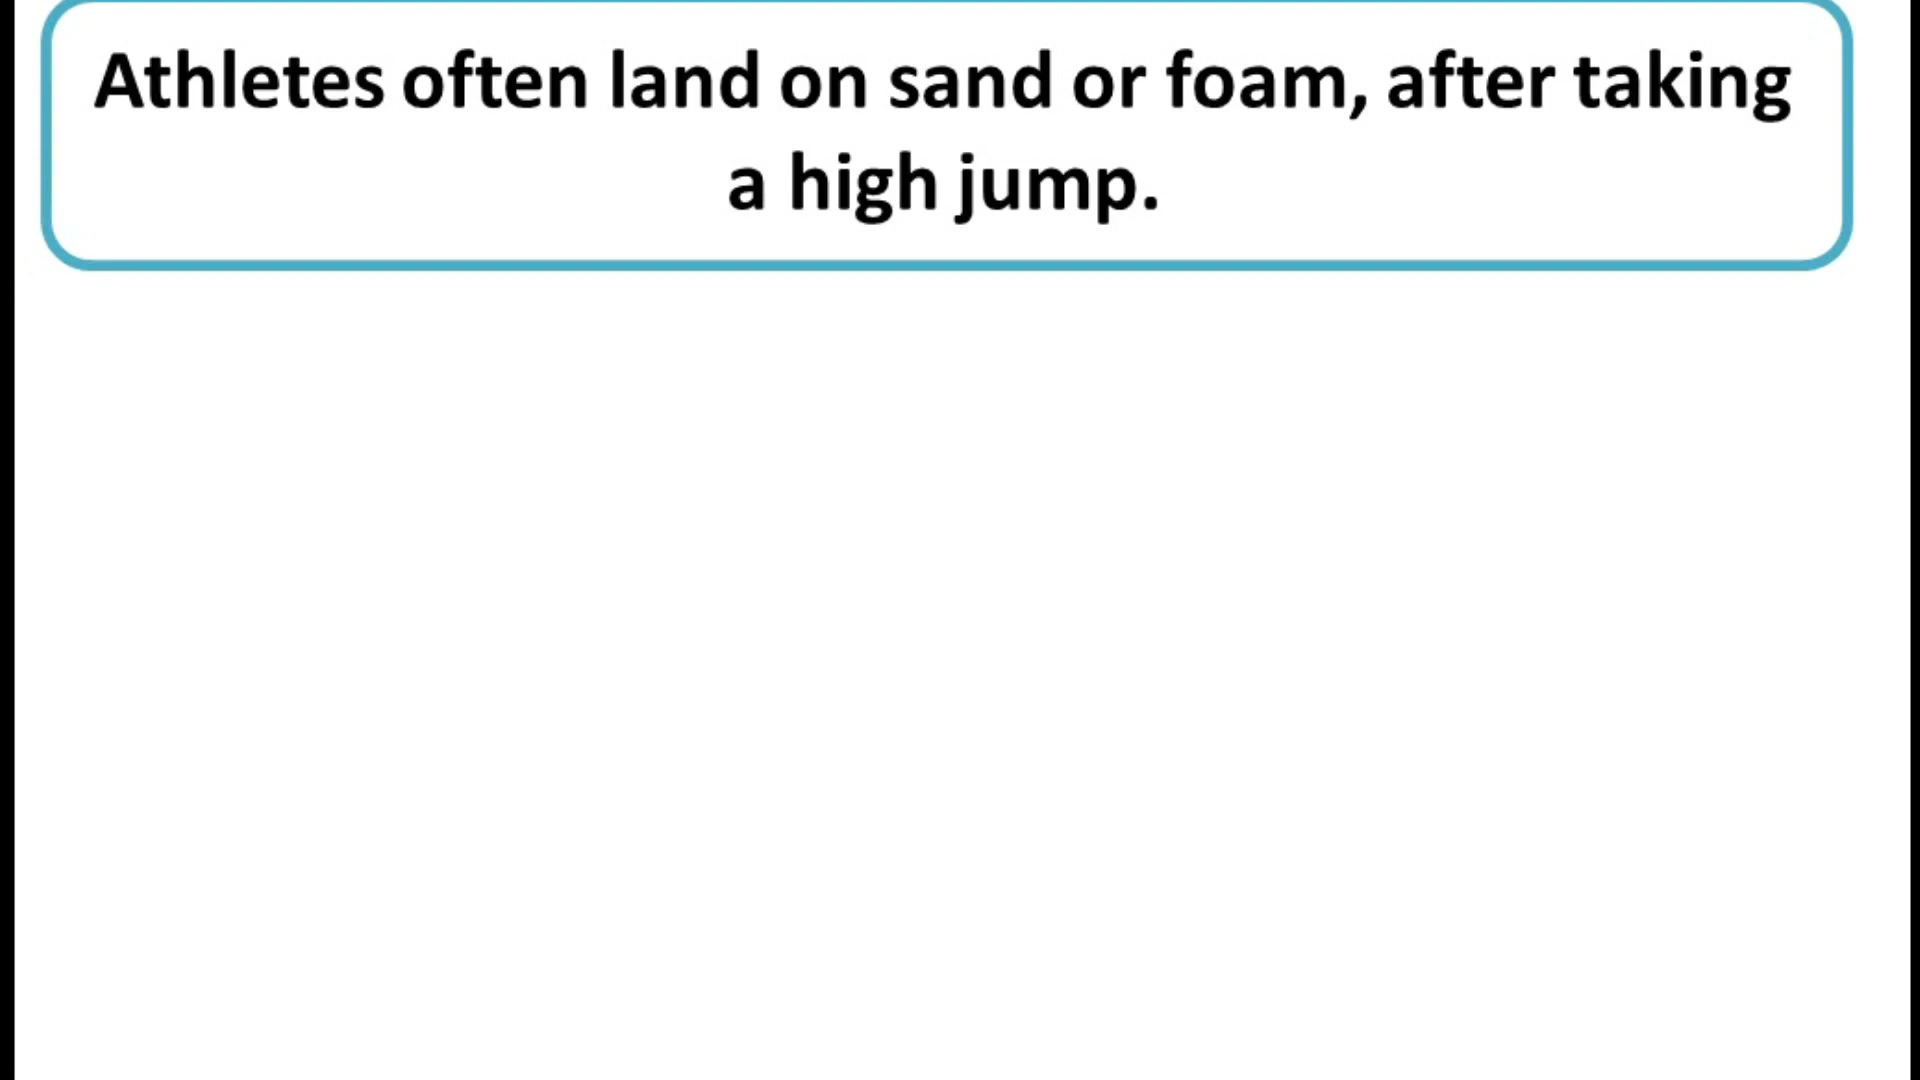 Athletes often land on sand or foam, after taking
a high jump.